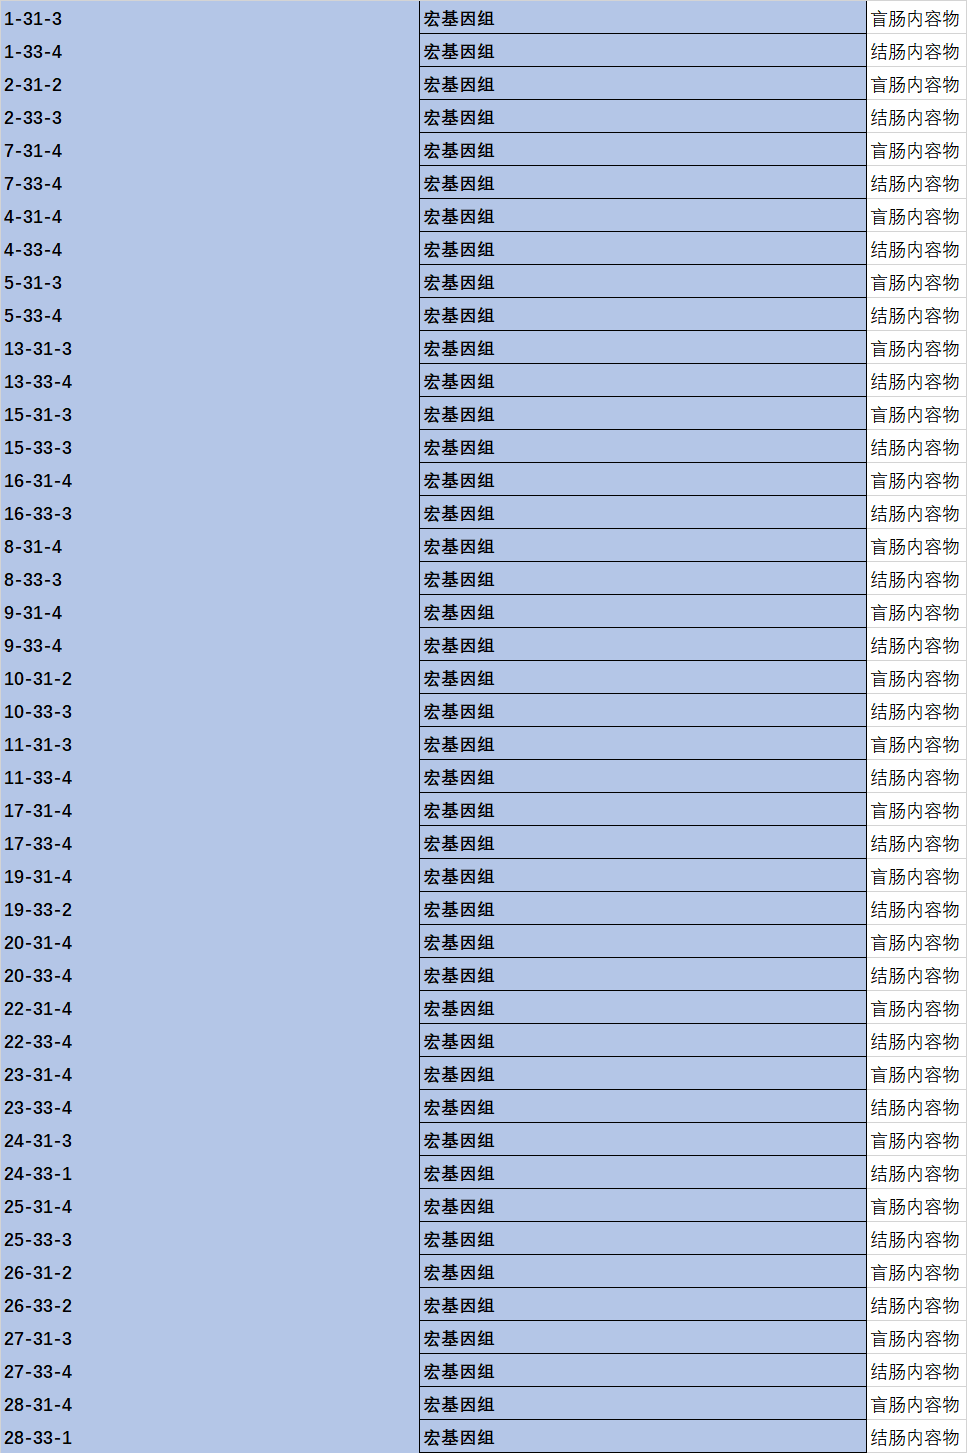 1-31-3 宏基因组 盲肠内容物
1-33-4 宏基因组 结肠内容物
2-31-2 宏基因组 盲肠内容物
2-33-3 宏基因组 结肠内容物
7-31-4 宏基因组 盲肠内容物
7-33-4 宏基因组 结肠内容物
4-31-4 宏基因组 盲肠内容物
4-33-4 宏基因组 结肠内容物
5-31-3 宏基因组 盲肠内容物
5-33-4 宏基因组 结肠内容物
13-31-3 宏基因组 盲肠内容物
13-33-4 宏基因组 结肠内容物
15-31-3 宏基因组 盲肠内容物
15-33-3 宏基因组 结肠内容物
16-31-4 宏基因组 盲肠内容物
16-33-3 宏基因组 结肠内容物
8-31-4 宏基因组 盲肠内容物
8-33-3 宏基因组 结肠内容物
9-31-4 宏基因组 盲肠内容物
9-33-4 宏基因组 结肠内容物
10-31-2 宏基因组 盲肠内容物
10-33-3 宏基因组 结肠内容物
11-31-3 宏基因组 盲肠内容物
11-33-4 宏基因组 结肠内容物
17-31-4 宏基因组 盲肠内容物
17-33-4 宏基因组 结肠内容物
19-31-4 宏基因组 盲肠内容物
19-33-2 宏基因组 结肠内容物
20-31-4 宏基因组 盲肠内容物
20-33-4 宏基因组 结肠内容物
22-31-4 宏基因组 盲肠内容物
22-33-4 宏基因组 结肠内容物
23-31-4 宏基因组 盲肠内容物
23-33-4 宏基因组 结肠内容物
24-31-3 宏基因组 盲肠内容物
24-33-1 宏基因组 结肠内容物
25-31-4 宏基因组 盲肠内容物
25-33-3 宏基因组 结肠内容物
26-31-2 宏基因组 盲肠内容物
26-33-2 宏基因组 结肠内容物
27-31-3 宏基因组 盲肠内容物
27-33-4 宏基因组 结肠内容物
28-31-4 宏基因组 盲肠内容物
28-33-1 宏基因组 结肠内容物